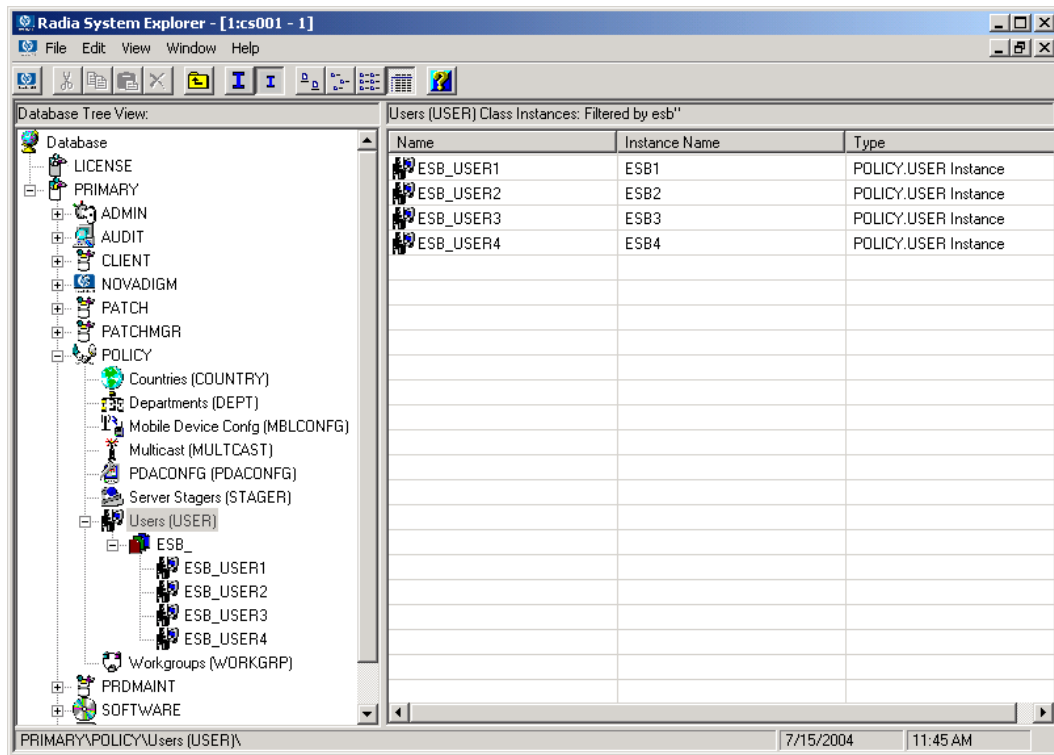 Radia System Explorer - [1:cs001 - 1]
File Edit View Window Help
Database Tree View:
Users (USER) Class Instances: Filtered by esb"
Database
LICENSE
PRIMARY
ADMIN
AUDIT
CLIENT
NOVADIGM
PATCH
PATCHMGR
POLICY
Countries (COUNTRY)
Departments (DEPT)
Mobile Device Confg (MBLCONFG)
Multicast (MULTCAST)
PDACONFG (PDACONFG)
Server Stagers (STAGER)
Users (USER)
ESB_
ESB_USER1
ESB_USER2
ESB_USER3
ESB_USER4
Workgroups (WORKGRP)
PRDMAINT
SOFTWARE
Name Instance Name Type
ESB_USER1 ESB1 POLICY.USER Instance
ESB_USER2 ESB2 POLICY.USER Instance
ESB_USER3 ESB3 POLICY.USER Instance
ESB_USER4 ESB4 POLICY.USER Instance
PRIMARY\POLICY\Users (USER)\ 7/15/2004 11:45 AM